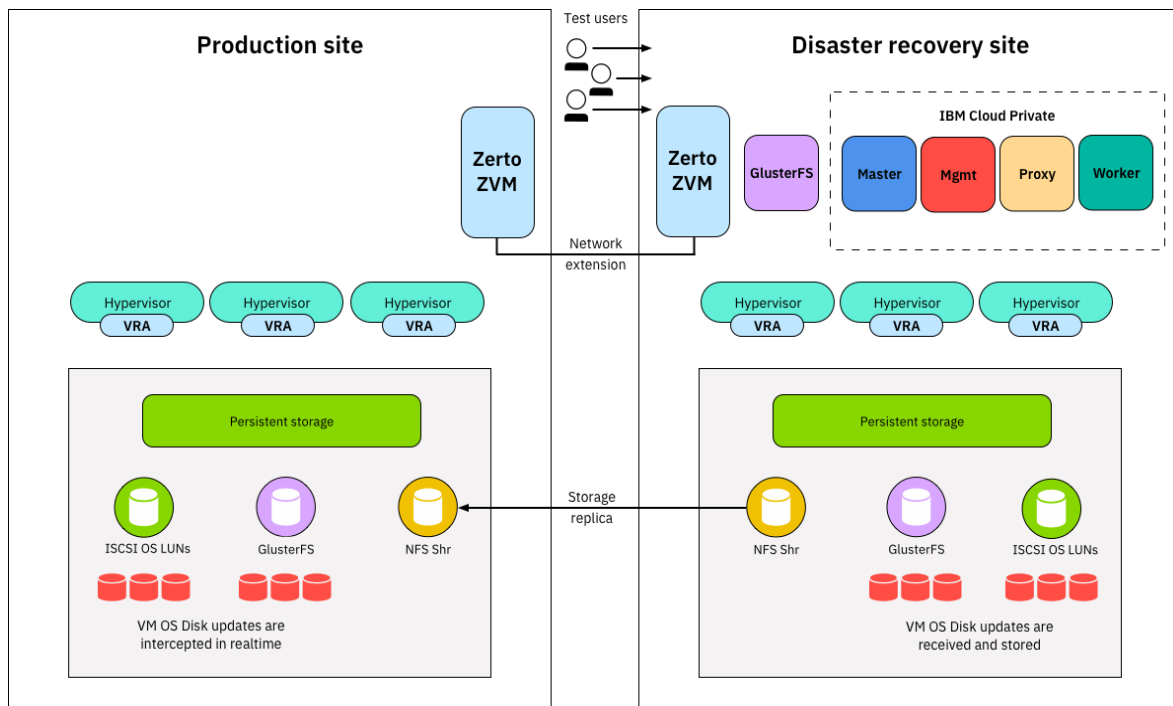 Test users
Production site
Disaster recovery site
IBM Cloud Private
Zerto
ZVM
Zerto
ZVM
GlusterFS
Master
Mgmt
Proxy
Worker
Network
extension
Hypervisor
VRA
Hypervisor
VRA
Hypervisor
VRA
Hypervisor
VRA
Hypervisor
VRA
Hypervisor
VRA
Persistent storage
ISCSI OS LUNs
GlusterFS
NFS Shr
VM OS Disk updates are
intercepted in realtime
Storage
replica
Persistent storage
NFS Shr
GlusterFS
ISCSI OS LUNs
VM OS Disk updates are
received and stored